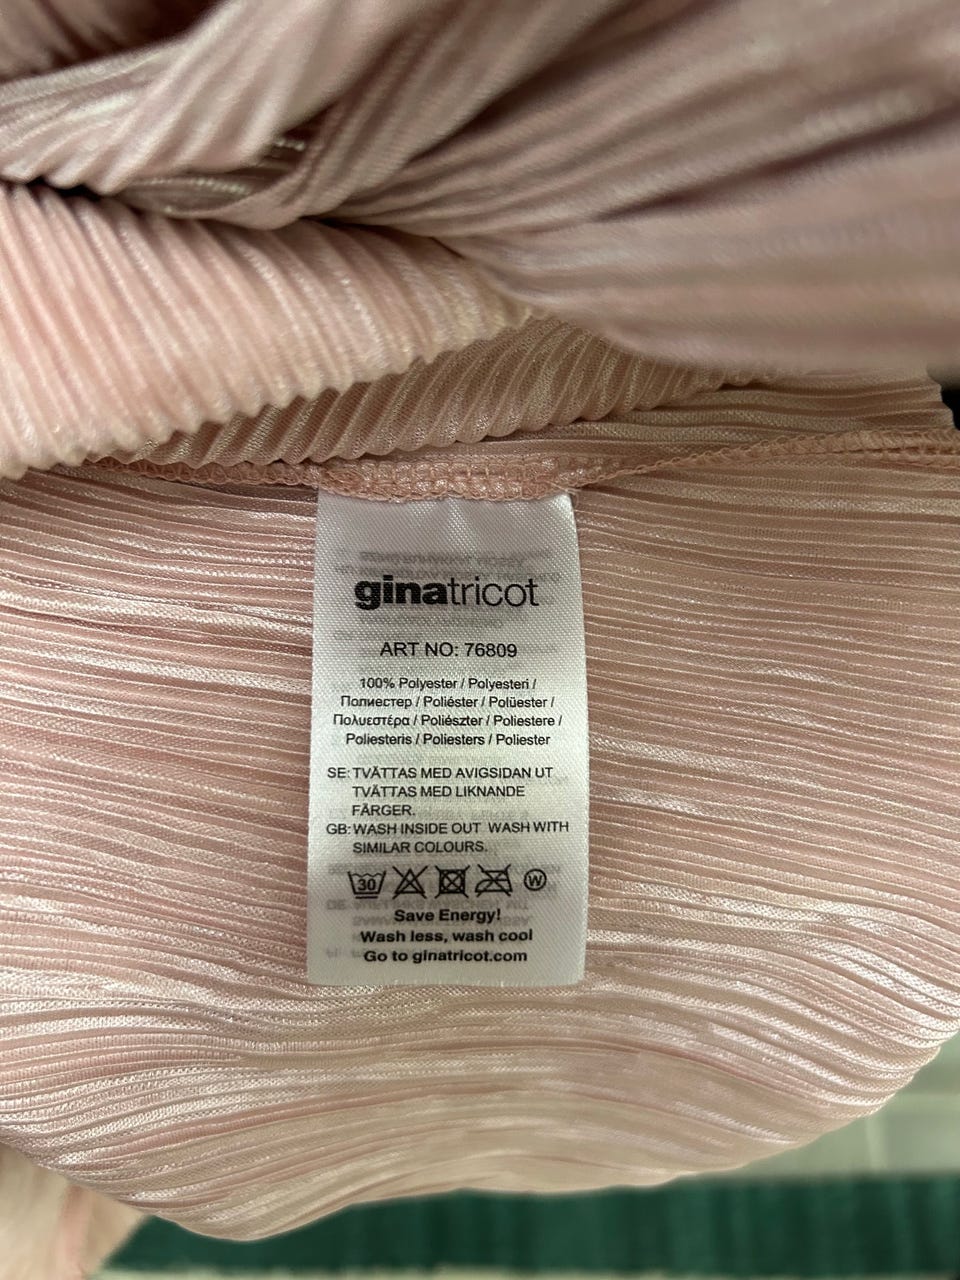 ginatricot
ART NO: 76809
100% Polyester / Polyesteri /
Полиестер / Poliéster / Polüester /
Πολυεστέρα / Poliészter / Poliestere /
Poliesteris / Poliesters / Poliester
SE: TVÄTTAS MED AVIGSIDAN UT
TVÄTTAS MED LIKNANDE
FÄRGER.
GB: WASH INSIDE OUT WASH WITH
SIMILAR COLOURS.
30 W
Save Energy!
Wash less, wash cool
Go to ginatricot.com